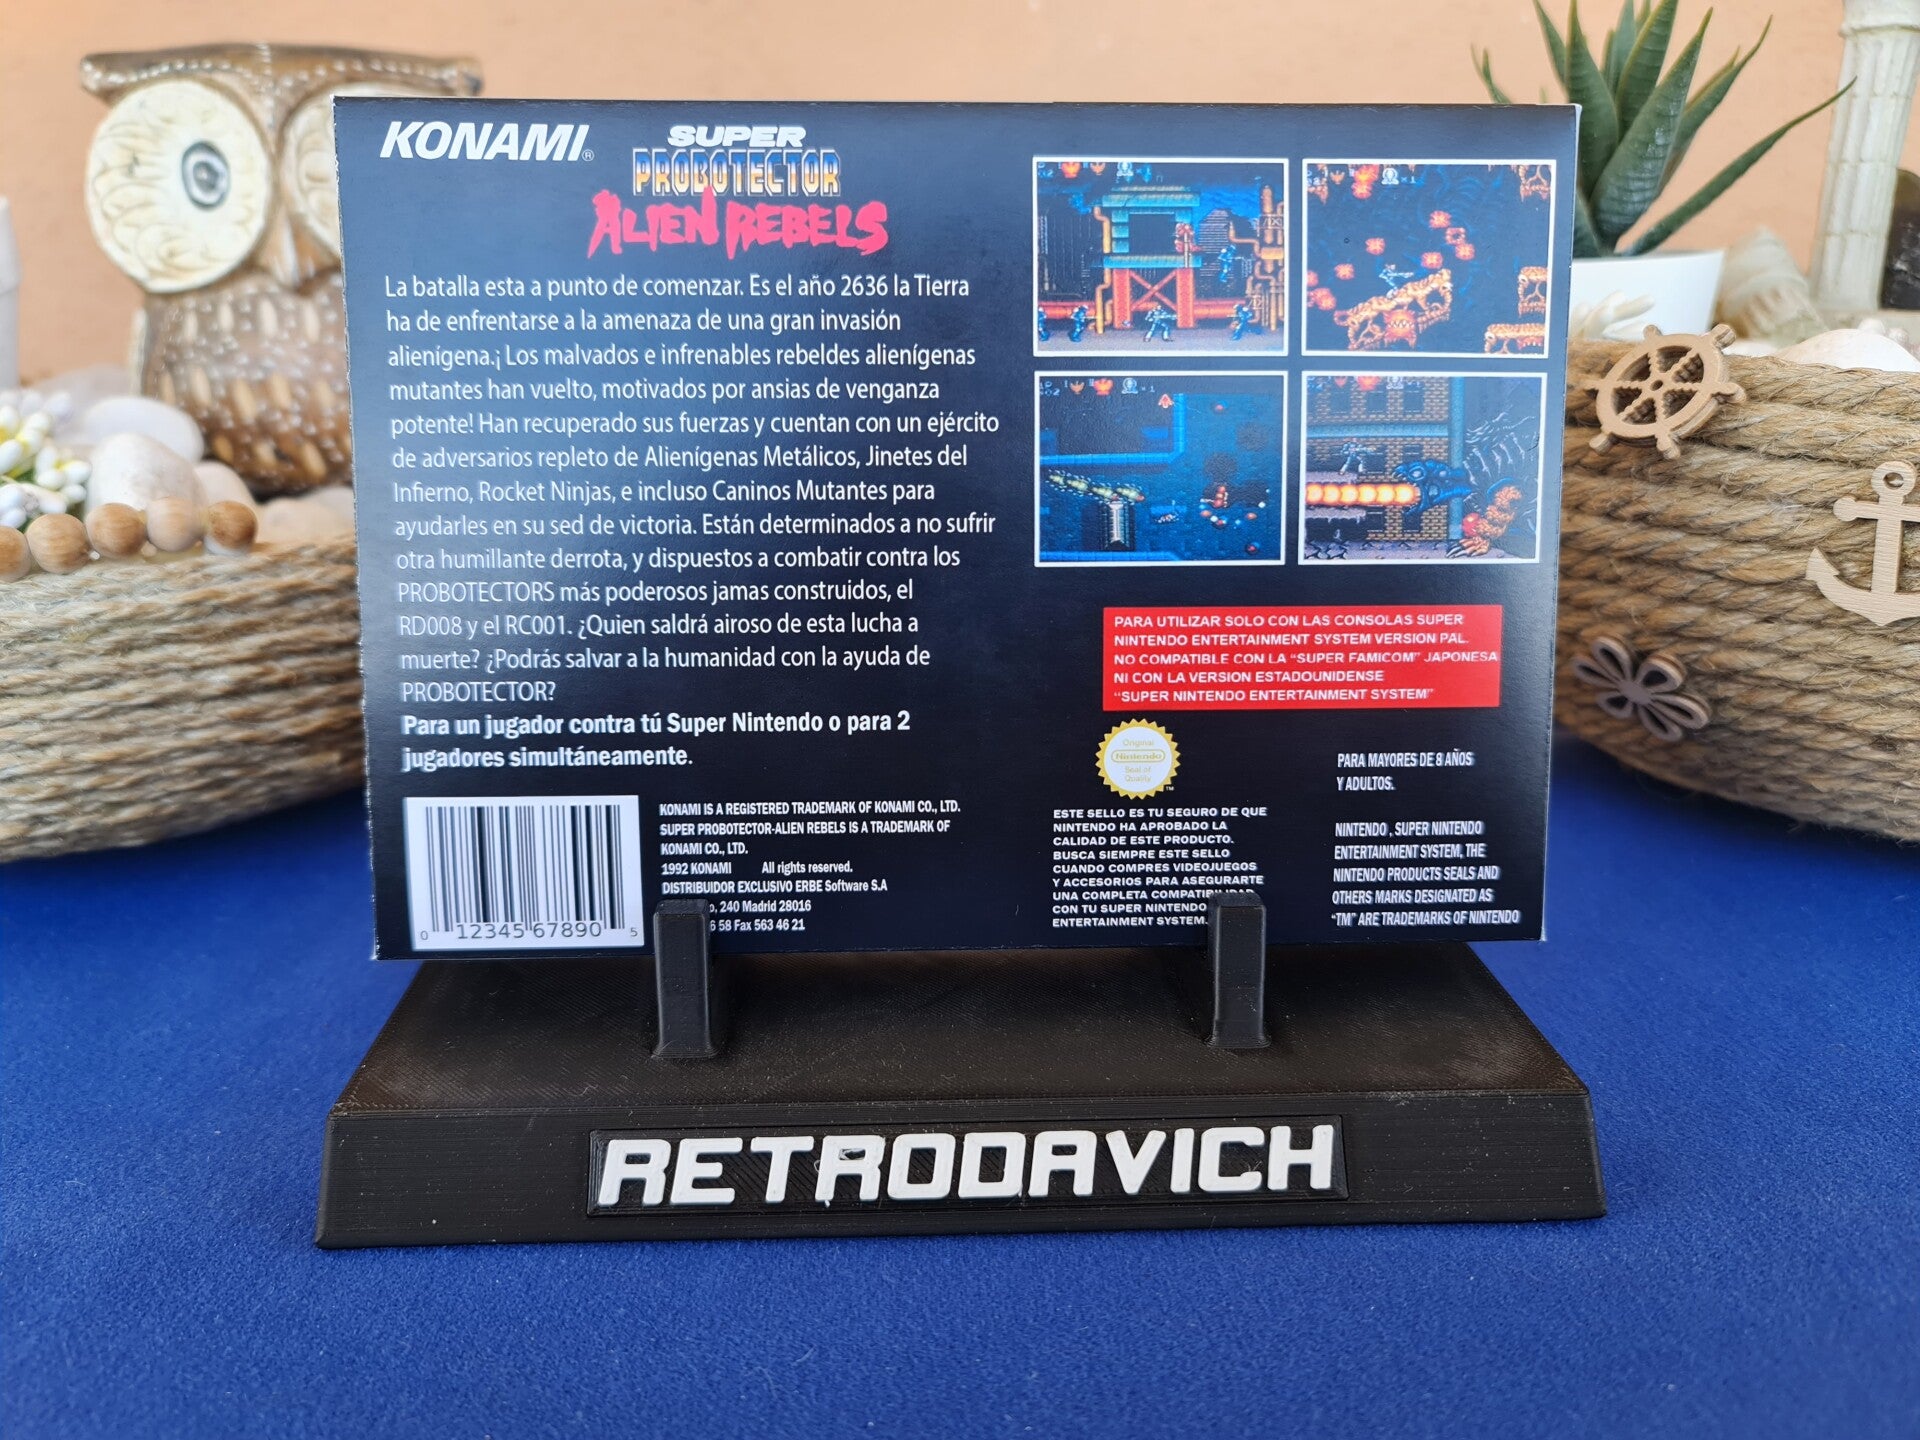 KONAMI®
SUPER
PROBOTECTOR
ALIEN REBELS
La batalla esta a punto de comenzar. Es el año 2636 la Tierra
ha de enfrentarse a la amenaza de una gran invasión
alienígena.¡ Los malvados e infrenables rebeldes alienígenas
mutantes han vuelto, motivados por ansias de venganza
potente! Han recuperado sus fuerzas y cuentan con un ejército
de adversarios repleto de Alienígenas Metálicos, Jinetes del
Infierno, Rocket Ninjas, e incluso Caninos Mutantes para
ayudarles en su sed de victoria. Están determinados a no sufrir
otra humillante derrota, y dispuestos a combatir contra los
PROBOTECTORS más poderosos jamas construidos, el
RD008 y el RC001. ¿Quien saldrá airoso de esta lucha a
muerte? ¿Podrás salvar a la humanidad con la ayuda de
PROBOTECTOR?
Para un jugador contra tú Super Nintendo o para 2
jugadores simultáneamente.
0 12345 67890 5
KONAMI IS A REGISTERED TRADEMARK OF KONAMI CO., LTD.
SUPER PROBOTECTOR-ALIEN REBELS IS A TRADEMARK OF
KONAMI CO., LTD.
1992 KONAMI All rights reserved.
DISTRIBUIDOR EXCLUSIVO ERBE Software S.A
, 240 Madrid 28016
58 Fax 563 46 21
PARA UTILIZAR SOLO CON LAS CONSOLAS SUPER
NINTENDO ENTERTAINMENT SYSTEM VERSION PAL.
NO COMPATIBLE CON LA "SUPER FAMICOM" JAPONESA
NI CON LA VERSION ESTADOUNIDENSE
"SUPER NINTENDO ENTERTAINMENT SYSTEM"
Original
Nintendo
Seal of
Quality
TM
ESTE SELLO ES TU SEGURO DE QUE
NINTENDO HA APROBADO LA
CALIDAD DE ESTE PRODUCTO.
BUSCA SIEMPRE ESTE SELLO
CUANDO COMPRES VIDEOJUEGOS
Y ACCESORIOS PARA ASEGURARTE
UNA COMPLETA COMPATIBILIDAD
CON TU SUPER NINTENDO
ENTERTAINMENT SYSTEM.
PARA MAYORES DE 8 AÑOS
Y ADULTOS.
NINTENDO , SUPER NINTENDO
ENTERTAINMENT SYSTEM, THE
NINTENDO PRODUCTS SEALS AND
OTHERS MARKS DESIGNATED AS
"TM" ARE TRADEMARKS OF NINTENDO
RETRODAVICH